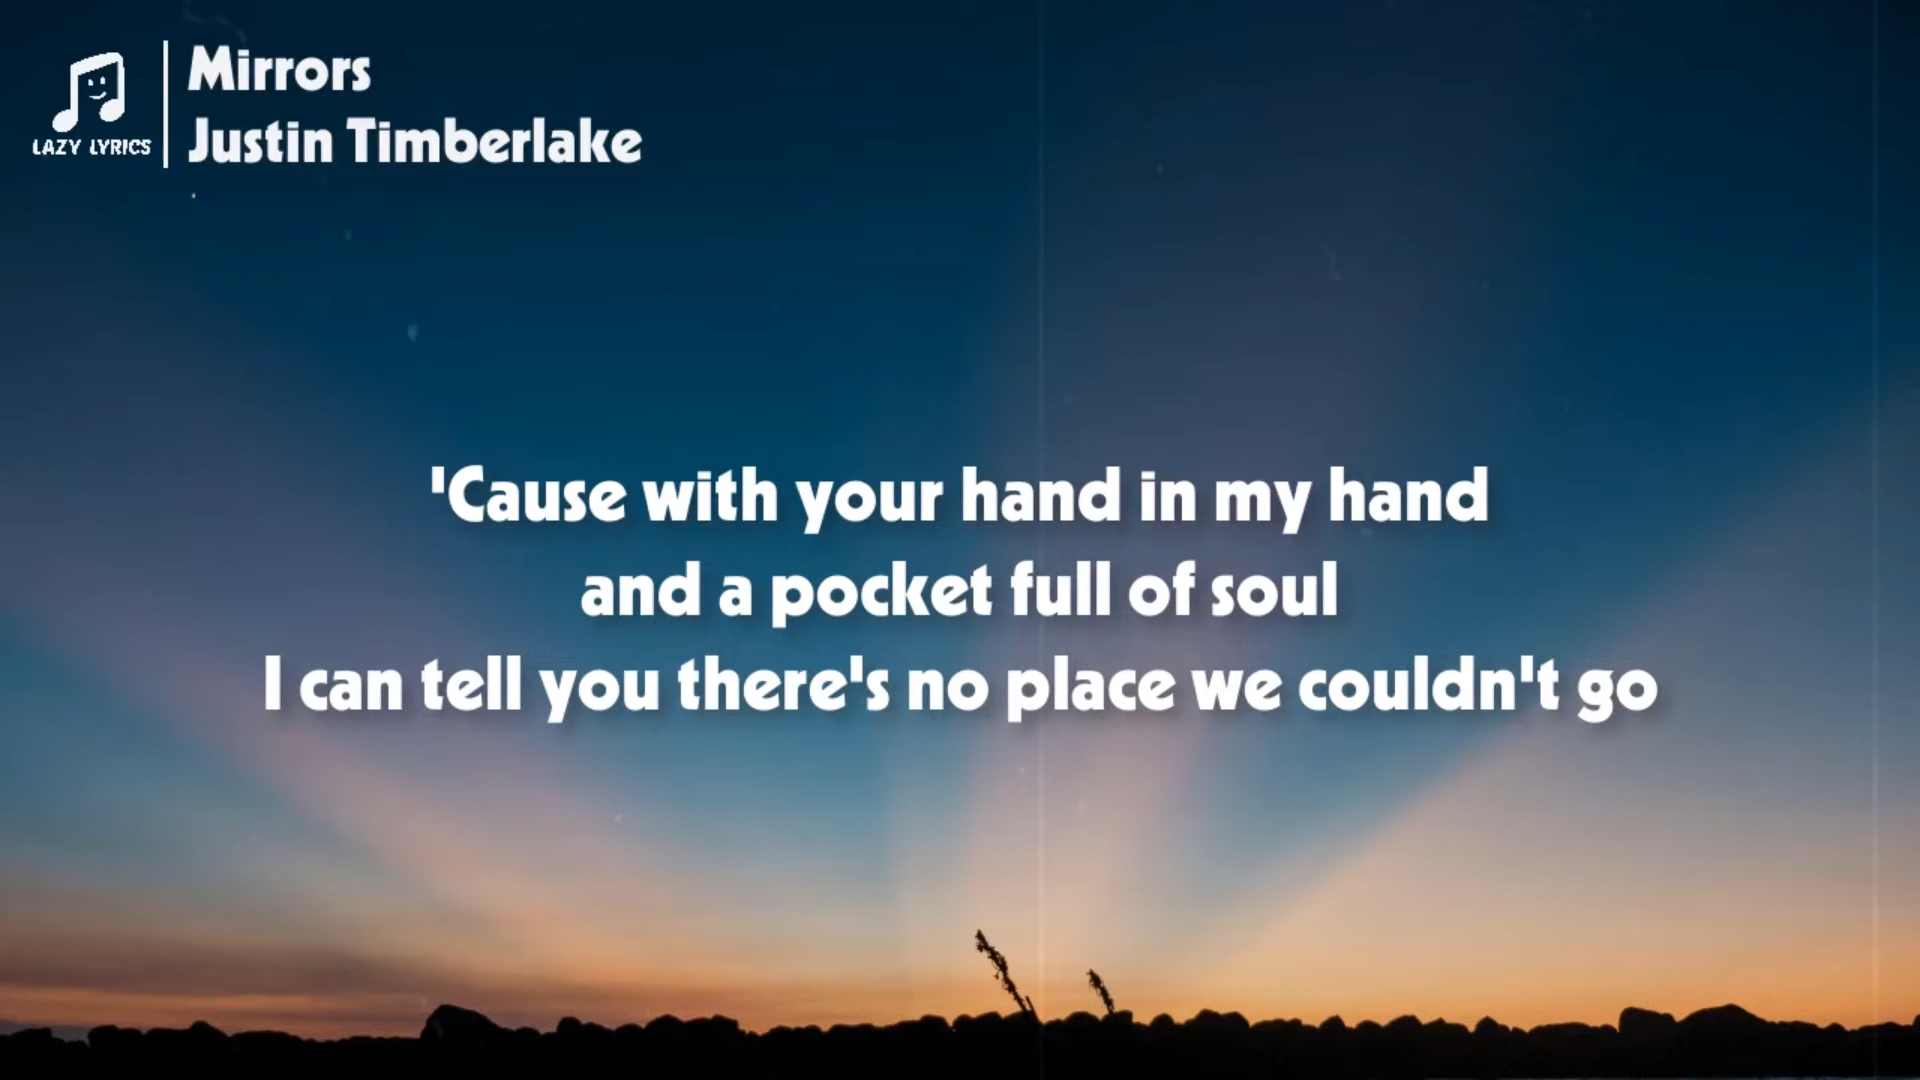 Mirrors
LAZY LYRICS
Justin Timberlake
'Cause with your hand in my hand
and a pocket full of soul
I can tell you there's no place we couldn't go